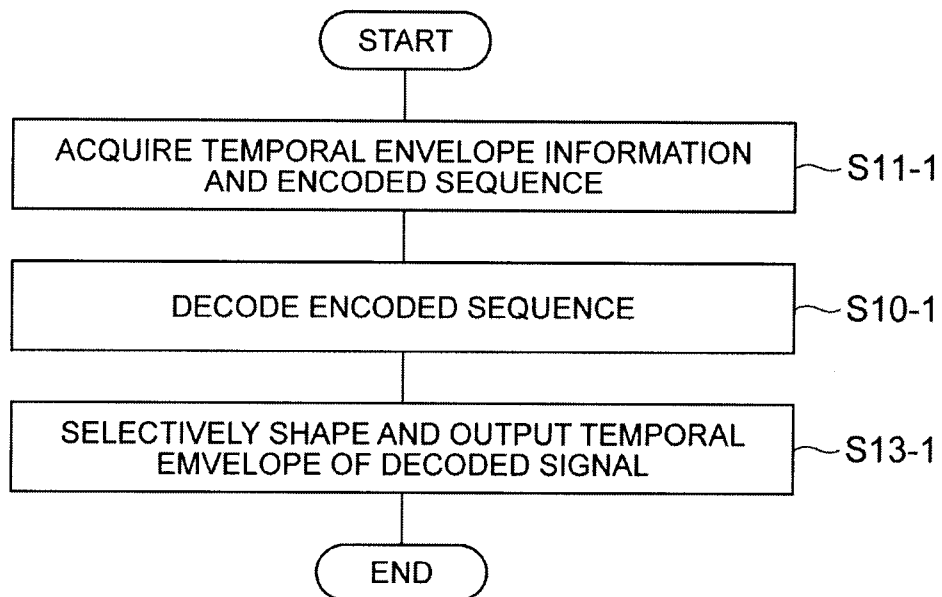 START
ACQUIRE TEMPORAL ENVELOPE INFORMATION
AND ENCODED SEQUENCE
S11-1
DECODE ENCODED SEQUENCE
S10-1
SELECTIVELY SHAPE AND OUTPUT TEMPORAL
EMVELOPE OF DECODED SIGNAL
S13-1
END